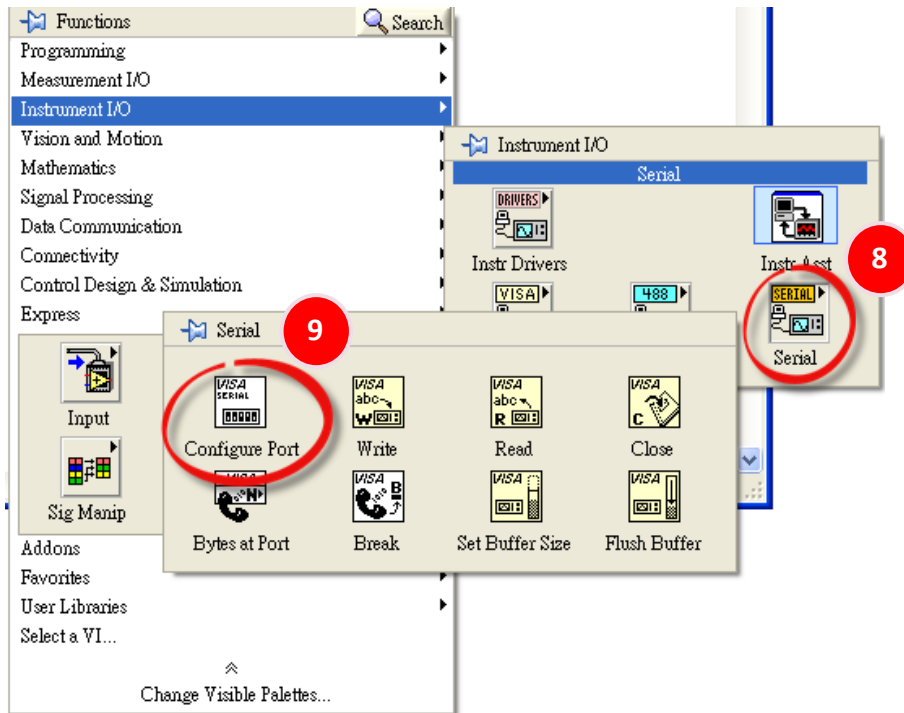 Functions
Search
Programming
Measurement I/O
Instrument I/O
Vision and Motion
Mathematics
Signal Processing
Data Communication
Connectivity
Control Design & Simulation
Express
Input
Sig Manip
Addons
Favorites
User Libraries
Select a VI...
Change Visible Palettes...
Instrument I/O
Serial
DRIVERS
Instr Drivers
Instr Asst
8
VISA
488
SERIAL
Serial
Serial
9
VISA
SERIAL
Configure Port
VISA
abc
W
Write
VISA
abc
R
Read
VISA
C
Close
N
Bytes at Port
VISA
B
Break
VISA
Set Buffer Size
VISA
Flush Buffer